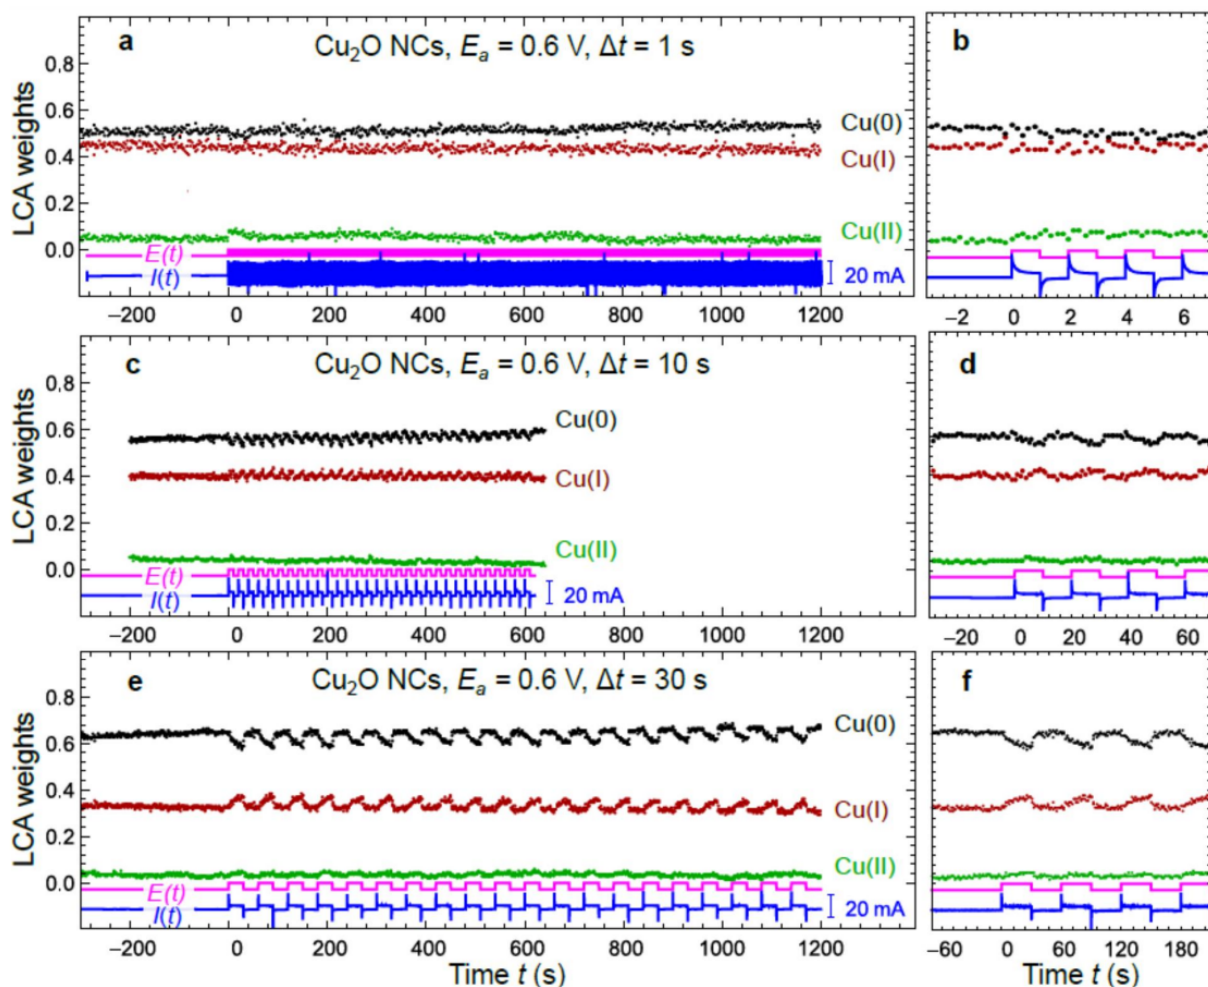 a
Cu₂O NCs, Eₐ = 0.6 V, Δt = 1 s
LCA weights
0.8
0.6
0.4
0.2
0.0
Cu(0)
Cu(I)
Cu(II)
E(t)
I(t)
20 mA
−200 0 200 400 600 800 1000 1200
b
−2 0 2 4 6
c
Cu₂O NCs, Eₐ = 0.6 V, Δt = 10 s
LCA weights
0.8
0.6
0.4
0.2
0.0
Cu(0)
Cu(I)
Cu(II)
E(t)
I(t)
20 mA
−200 0 200 400 600 800 1000 1200
d
−20 0 20 40 60
e
Cu₂O NCs, Eₐ = 0.6 V, Δt = 30 s
LCA weights
0.8
0.6
0.4
0.2
0.0
Cu(0)
Cu(I)
Cu(II)
E(t)
I(t)
20 mA
−200 0 200 400 600 800 1000 1200
Time t (s)
f
−60 0 60 120 180
Time t (s)